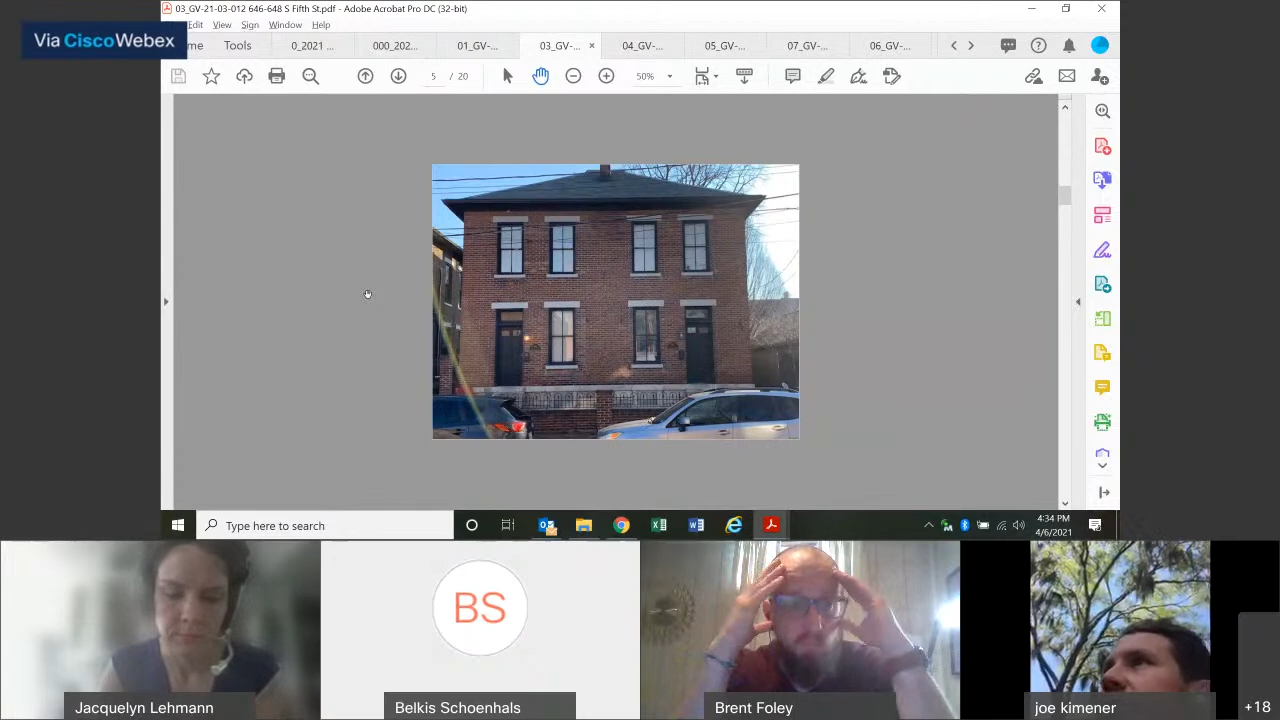 03_GV-21-03-012 646-648 S Fifth St.pdf - Adobe Acrobat Pro DC (32-bit)
Edit View Sign Window Help
Via Cisco Webex
me Tools 0_2021 ... 000_202... 01_GV-... 03_GV-... × 04_GV-... 05_GV-... 07_GV-... 06_GV-...
5 / 20 50%
Type here to search
4:34 PM
4/6/2021
BS
Jacquelyn Lehmann Belkis Schoenhals Brent Foley joe kimener +18